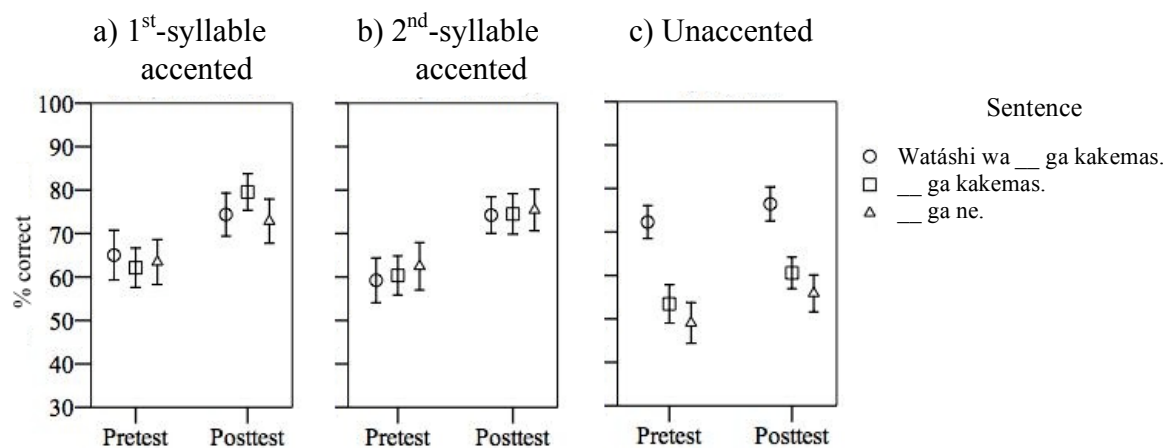 a) 1st-syllable accented
b) 2nd-syllable accented
c) Unaccented
% correct
100
90
80
70
60
50
40
30
Pretest
Posttest
Pretest
Posttest
Pretest
Posttest
Sentence
Watáshi wa __ ga kakemas.
__ ga kakemas.
__ ga ne.